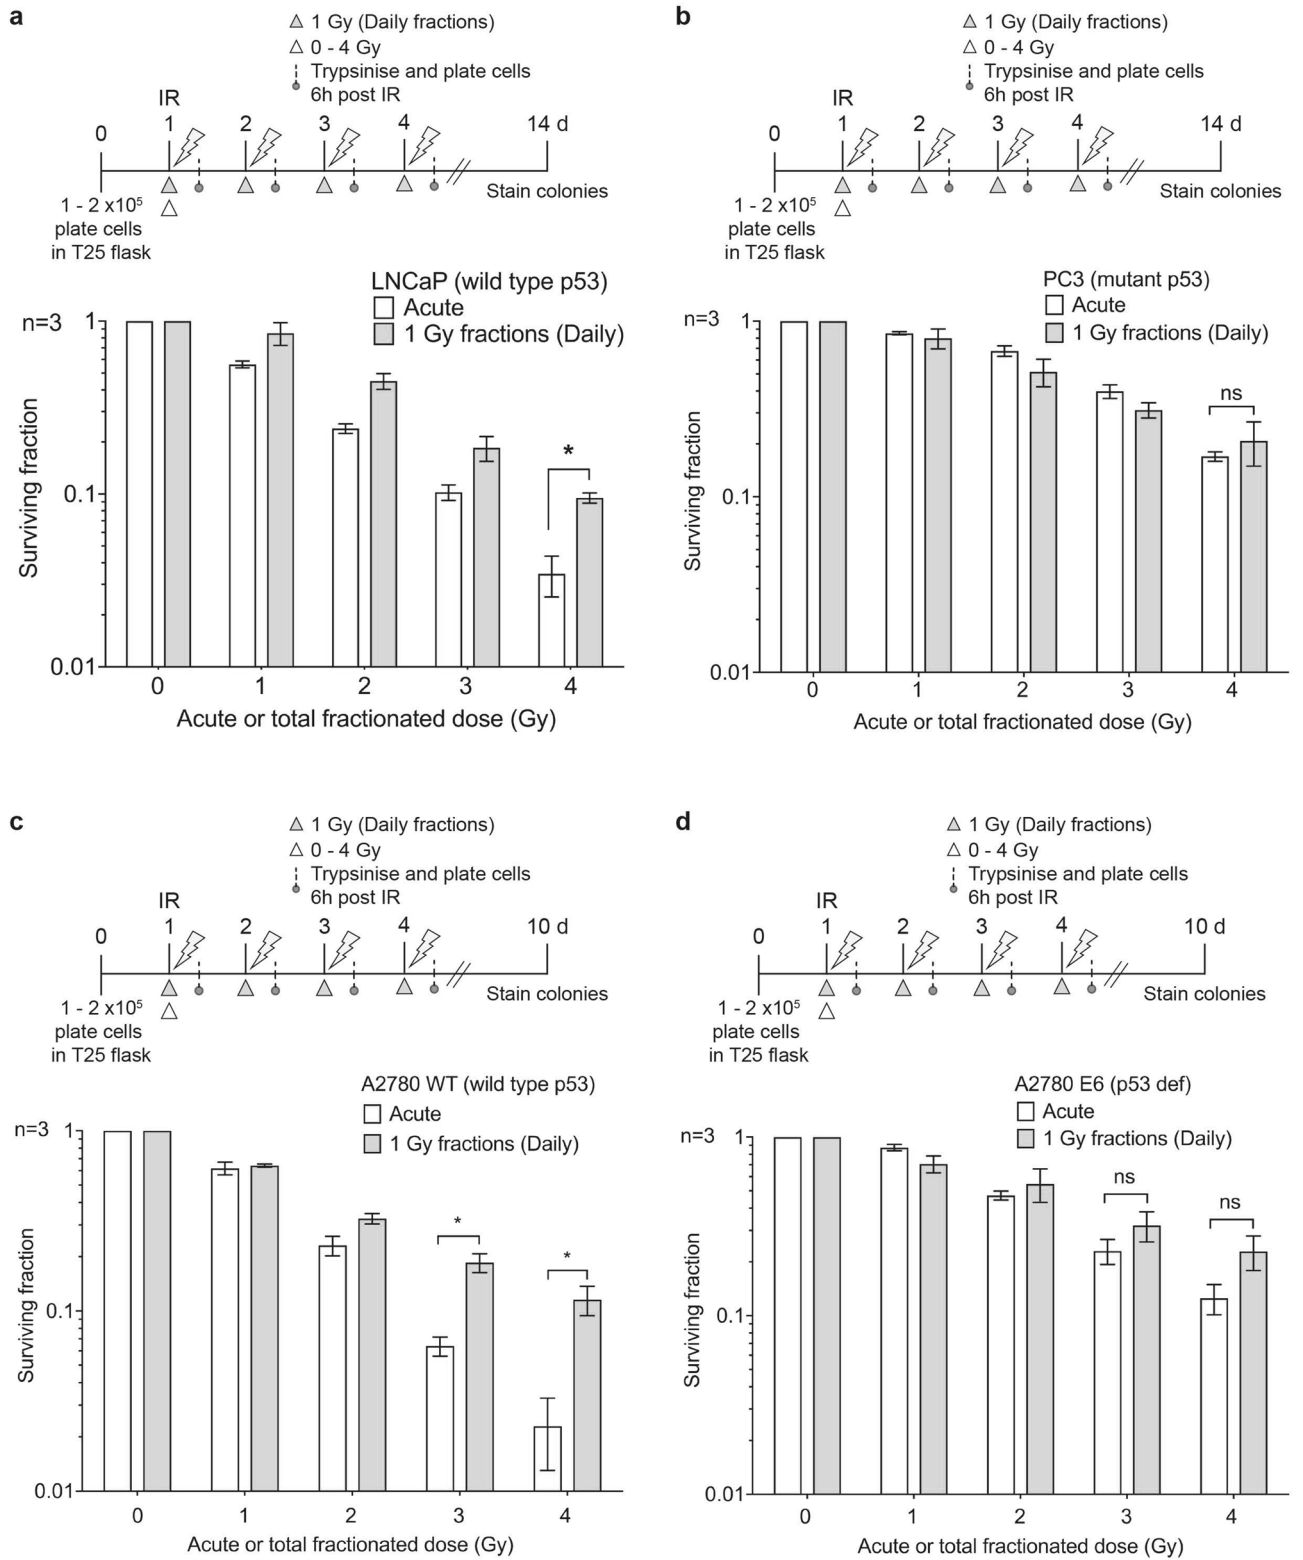 a
1 Gy (Daily fractions)
0 - 4 Gy
Trypsinise and plate cells
6h post IR
IR
0 1 2 3 4 14 d
1 - 2 x10⁵
plate cells
in T25 flask
Stain colonies
LNCaP (wild type p53)
Acute
1 Gy fractions (Daily)
n=3
1
0.1
0.01
Surviving fraction
*
0 1 2 3 4
Acute or total fractionated dose (Gy)
b
1 Gy (Daily fractions)
0 - 4 Gy
Trypsinise and plate cells
6h post IR
IR
0 1 2 3 4 14 d
1 - 2 x10⁵
plate cells
in T25 flask
Stain colonies
PC3 (mutant p53)
Acute
1 Gy fractions (Daily)
n=3
1
0.1
0.01
Surviving fraction
ns
0 1 2 3 4
Acute or total fractionated dose (Gy)
c
1 Gy (Daily fractions)
0 - 4 Gy
Trypsinise and plate cells
6h post IR
IR
0 1 2 3 4 10 d
1 - 2 x10⁵
plate cells
in T25 flask
Stain colonies
A2780 WT (wild type p53)
Acute
1 Gy fractions (Daily)
n=3
1
0.1
0.01
Surviving fraction
*
*
0 1 2 3 4
Acute or total fractionated dose (Gy)
d
1 Gy (Daily fractions)
0 - 4 Gy
Trypsinise and plate cells
6h post IR
IR
0 1 2 3 4 10 d
1 - 2 x10⁵
plate cells
in T25 flask
Stain colonies
A2780 E6 (p53 def)
Acute
1 Gy fractions (Daily)
n=3
1
0.1
0.01
Surviving fraction
ns
ns
0 1 2 3 4
Acute or total fractionated dose (Gy)